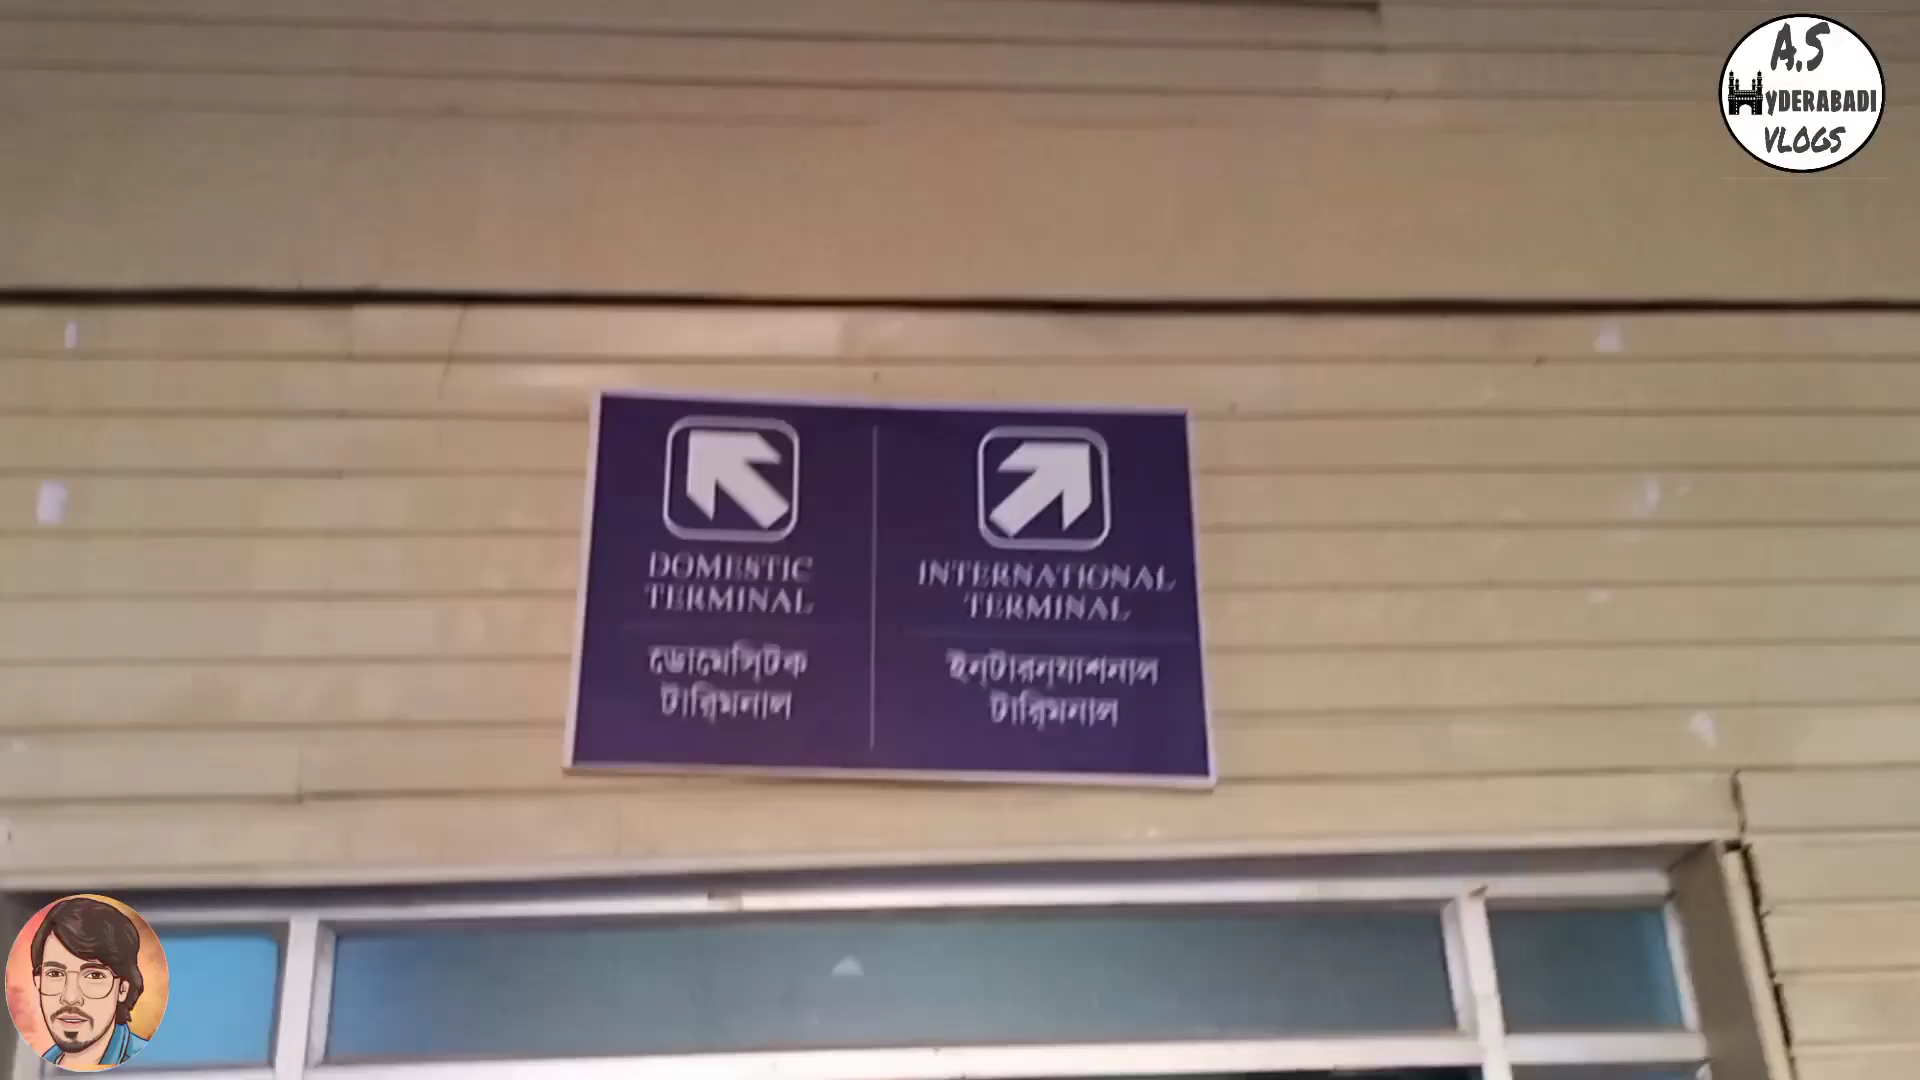 A.S
HYDERABADI
VLOGS
DOMESTIC
TERMINAL
ডোমেস্টিক
টার্মিনাল
INTERNATIONAL
TERMINAL
ইন্টারন্যাশনাল
টার্মিনাল